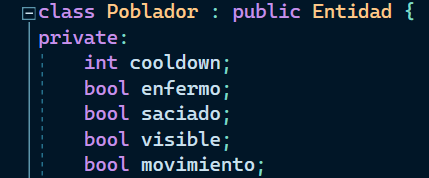 class Poblador : public Entidad {
private:
int cooldown;
bool enfermo;
bool saciado;
bool visible;
bool movimiento;